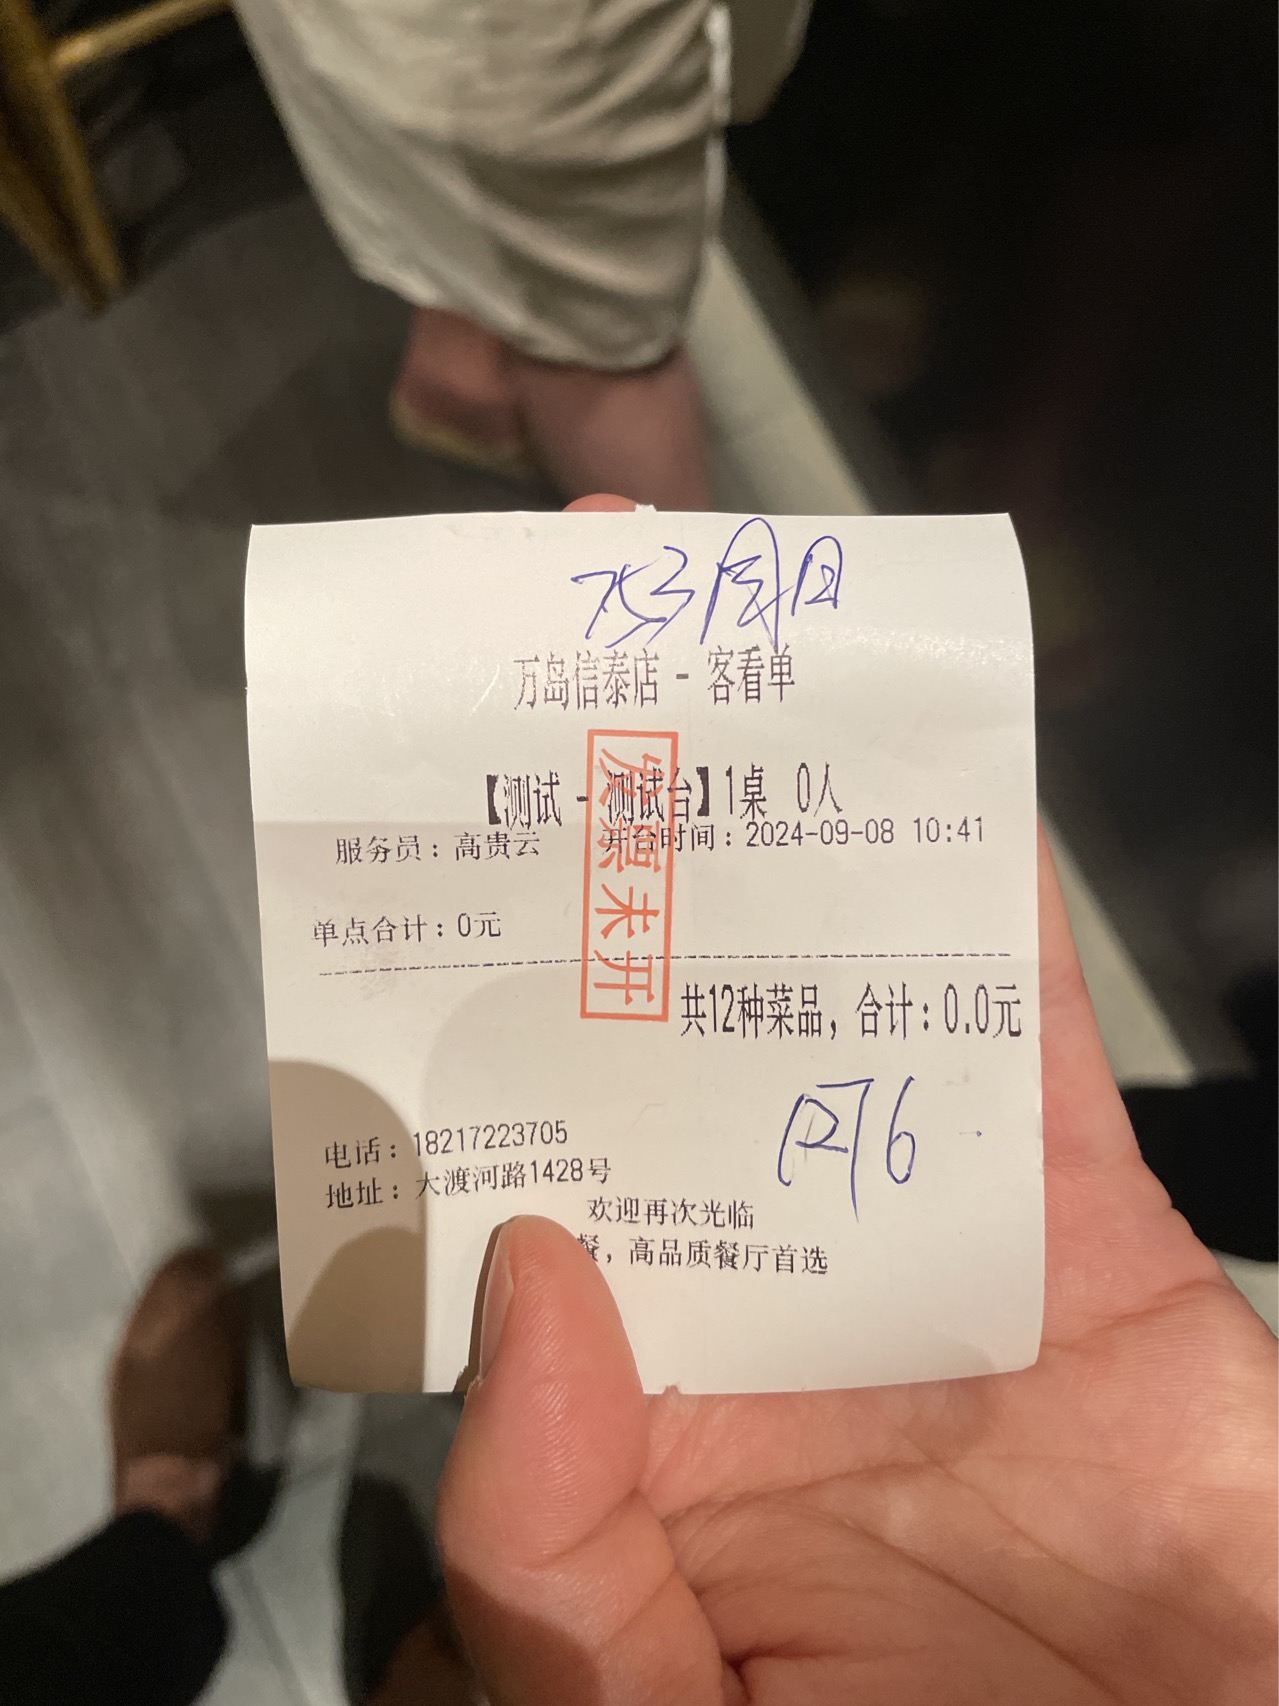 万岛信泰店 - 客看单
【测试 - 测试台】1桌 0人
服务员：高贵云 开台时间：2024-09-08 10:41
发票未开
单点合计：0元
共12种菜品，合计：0.0元
电话：18217223705
地址：大渡河路1428号
欢迎再次光临
餐，高品质餐厅首选